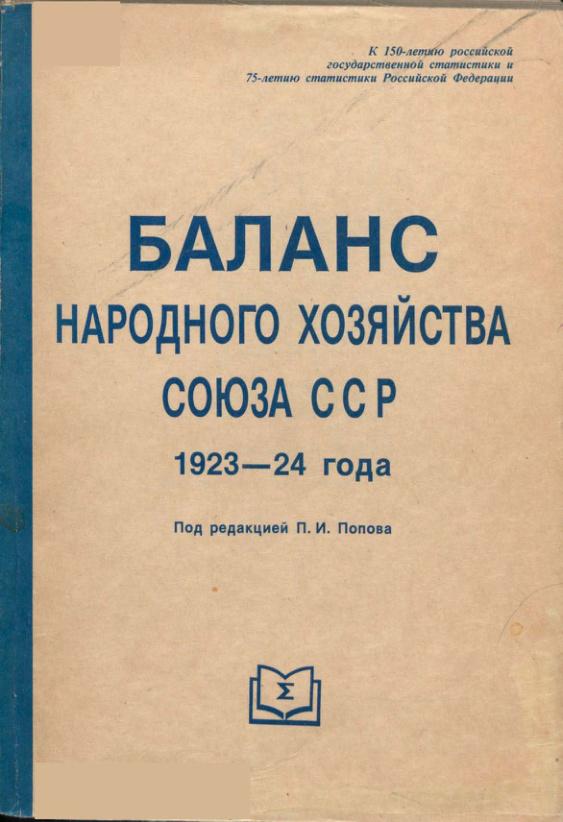 К 150-летию российской
государственной статистики и
75-летию статистики Российской Федерации
БАЛАНС
НАРОДНОГО ХОЗЯЙСТВА
СОЮЗА ССР
1923—24 года
Под редакцией П. И. Попова
Σ